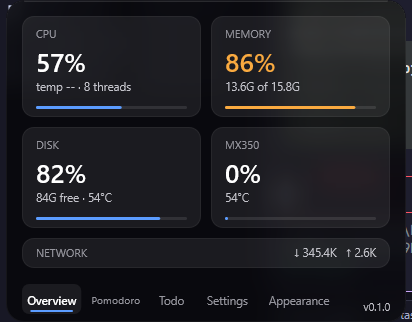 CPU
57%
temp -- · 8 threads
MEMORY
86%
13.6G of 15.8G
DISK
82%
84G free · 54°C
MX350
0%
54°C
NETWORK ↓ 345.4K ↑ 2.6K
Overview Pomodoro Todo Settings Appearance v0.1.0